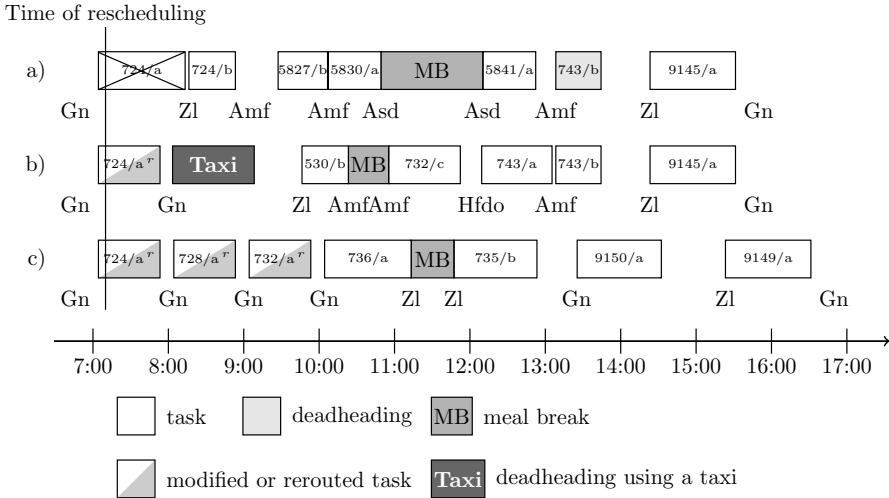 Time of rescheduling
a) 724/a 724/b 5827/b 5830/a MB 5841/a 743/b 9145/a
Gn Zl Amf Amf Asd Asd Amf Zl Gn
b) 724/a r Taxi 530/b MB 732/c 743/a 743/b 9145/a
Gn Gn Zl Amf Amf Hfdo Amf Zl Gn
c) 724/a r 728/a r 732/a r 736/a MB 735/b 9150/a 9149/a
Gn Gn Gn Gn Zl Zl Gn Zl Gn
7:00 8:00 9:00 10:00 11:00 12:00 13:00 14:00 15:00 16:00 17:00
task deadheading MB meal break
modified or rerouted task Taxi deadheading using a taxi